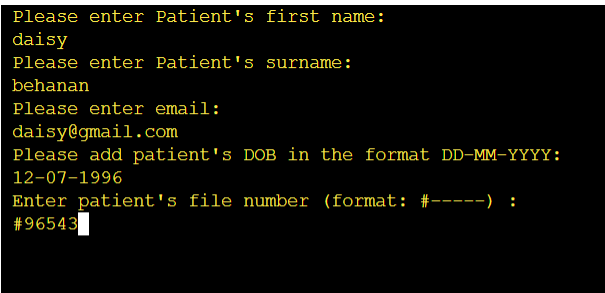 Please enter Patient's first name:
daisy
Please enter Patient's surname:
behanan
Please enter email:
daisy@gmail.com
Please add patient's DOB in the format DD-MM-YYYY:
12-07-1996
Enter patient's file number (format: #-----) :
#96543